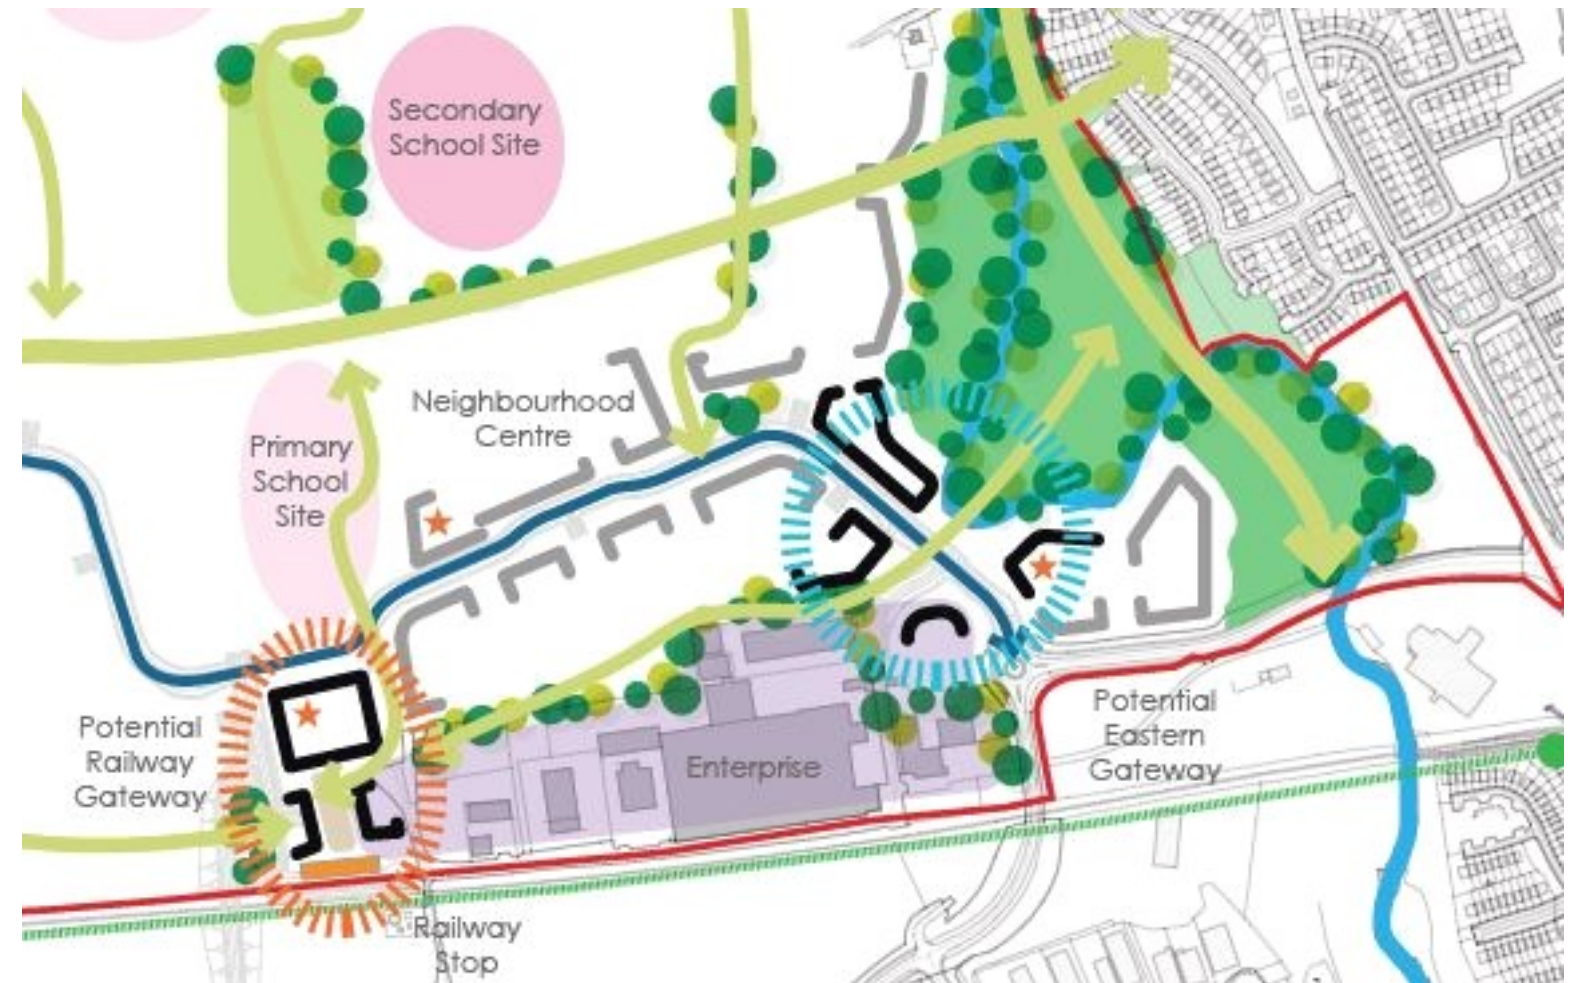 Secondary
School Site
Neighbourhood
Centre
Primary
School
Site
Potential
Railway
Gateway
Enterprise
Potential
Eastern
Gateway
Railway
Stop